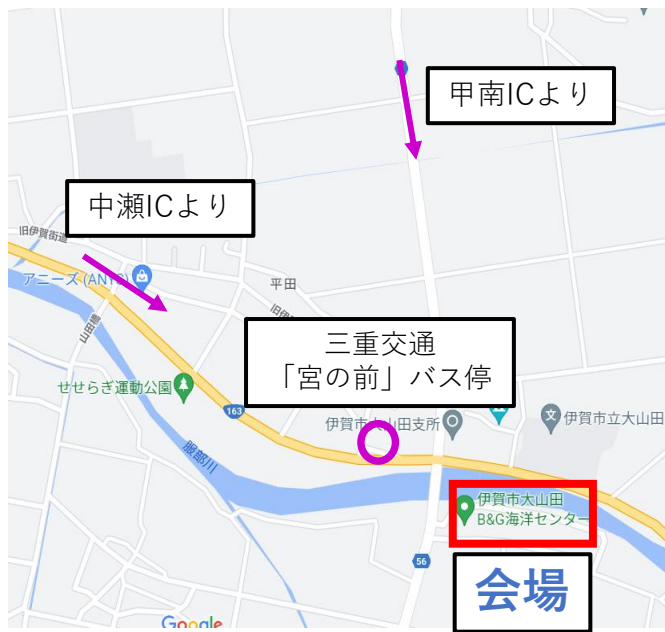 甲南ICより
中瀬ICより
旧伊賀街道
アニーズ (ANYS)
平田
山田橋
三重交通
「宮の前」バス停
せせらぎ運動公園
163
伊賀市大山田支所
伊賀市立大山田
服部川
伊賀市大山田
B&G海洋センター
56
会場
Google